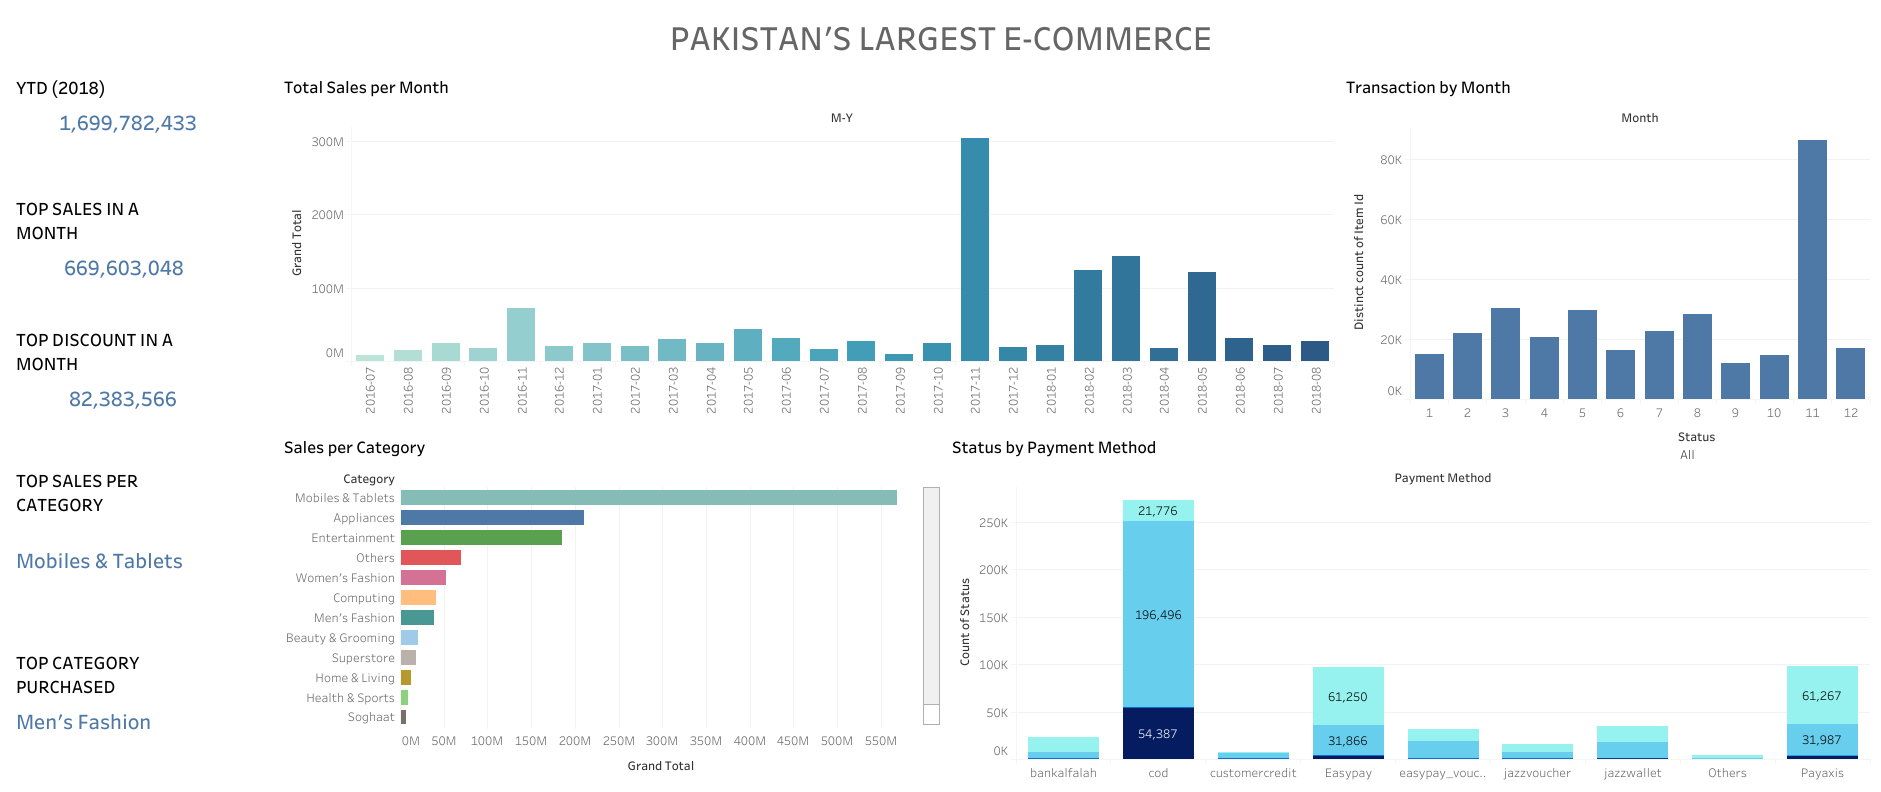 PAKISTAN'S LARGEST E-COMMERCE
YTD (2018)
1,699,782,433
TOP SALES IN A
MONTH
669,603,048
TOP DISCOUNT IN A
MONTH
82,383,566
TOP SALES PER
CATEGORY
Mobiles & Tablets
TOP CATEGORY
PURCHASED
Men's Fashion
Total Sales per Month
M-Y
Grand Total
300M
200M
100M
0M
2016-07
2016-08
2016-09
2016-10
2016-11
2016-12
2017-01
2017-02
2017-03
2017-04
2017-05
2017-06
2017-07
2017-08
2017-09
2017-10
2017-11
2017-12
2018-01
2018-02
2018-03
2018-04
2018-05
2018-06
2018-07
2018-08
Transaction by Month
Month
Distinct count of Item Id
80K
60K
40K
20K
0K
1 2 3 4 5 6 7 8 9 10 11 12
Status
All
Sales per Category
Category
Mobiles & Tablets
Appliances
Entertainment
Others
Women's Fashion
Computing
Men's Fashion
Beauty & Grooming
Superstore
Home & Living
Health & Sports
Soghaat
0M 50M 100M 150M 200M 250M 300M 350M 400M 450M 500M 550M
Grand Total
Status by Payment Method
Payment Method
Count of Status
250K
200K
150K
100K
50K
0K
21,776
196,496
54,387
61,250
31,866
61,267
31,987
bankalfalah cod customercredit Easypay easypay_vouc.. jazzvoucher jazzwallet Others Payaxis